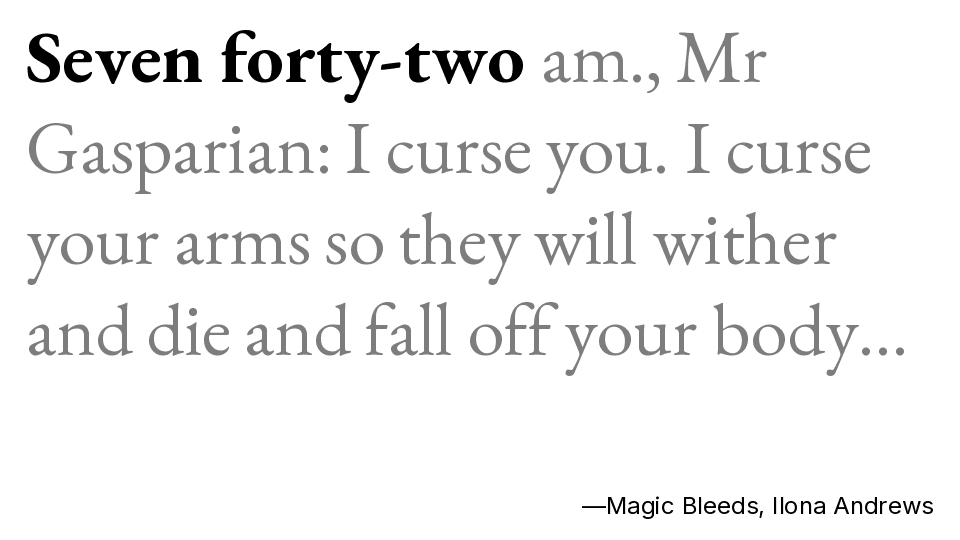 Seven forty-two am., Mr
Gasparian: I curse you. I curse
your arms so they will wither
and die and fall off your body...
—Magic Bleeds, Ilona Andrews